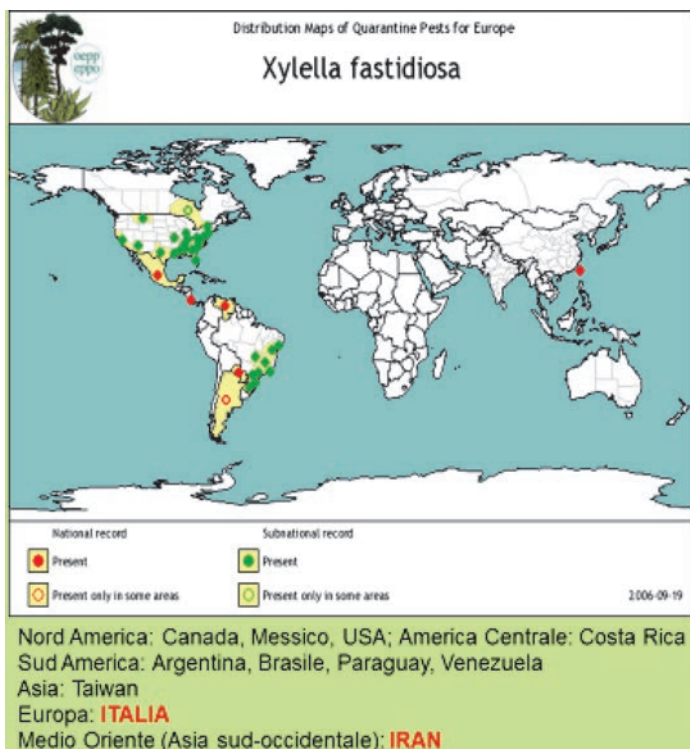 oepp
eppo
Distribution Maps of Quarantine Pests for Europe
Xylella fastidiosa
National record
Subnational record
Present
Present
Present only in some areas
Present only in some areas
2006-09-19
Nord America: Canada, Messico, USA; America Centrale: Costa Rica
Sud America: Argentina, Brasile, Paraguay, Venezuela
Asia: Taiwan
Europa: ITALIA
Medio Oriente (Asia sud-occidentale): IRAN